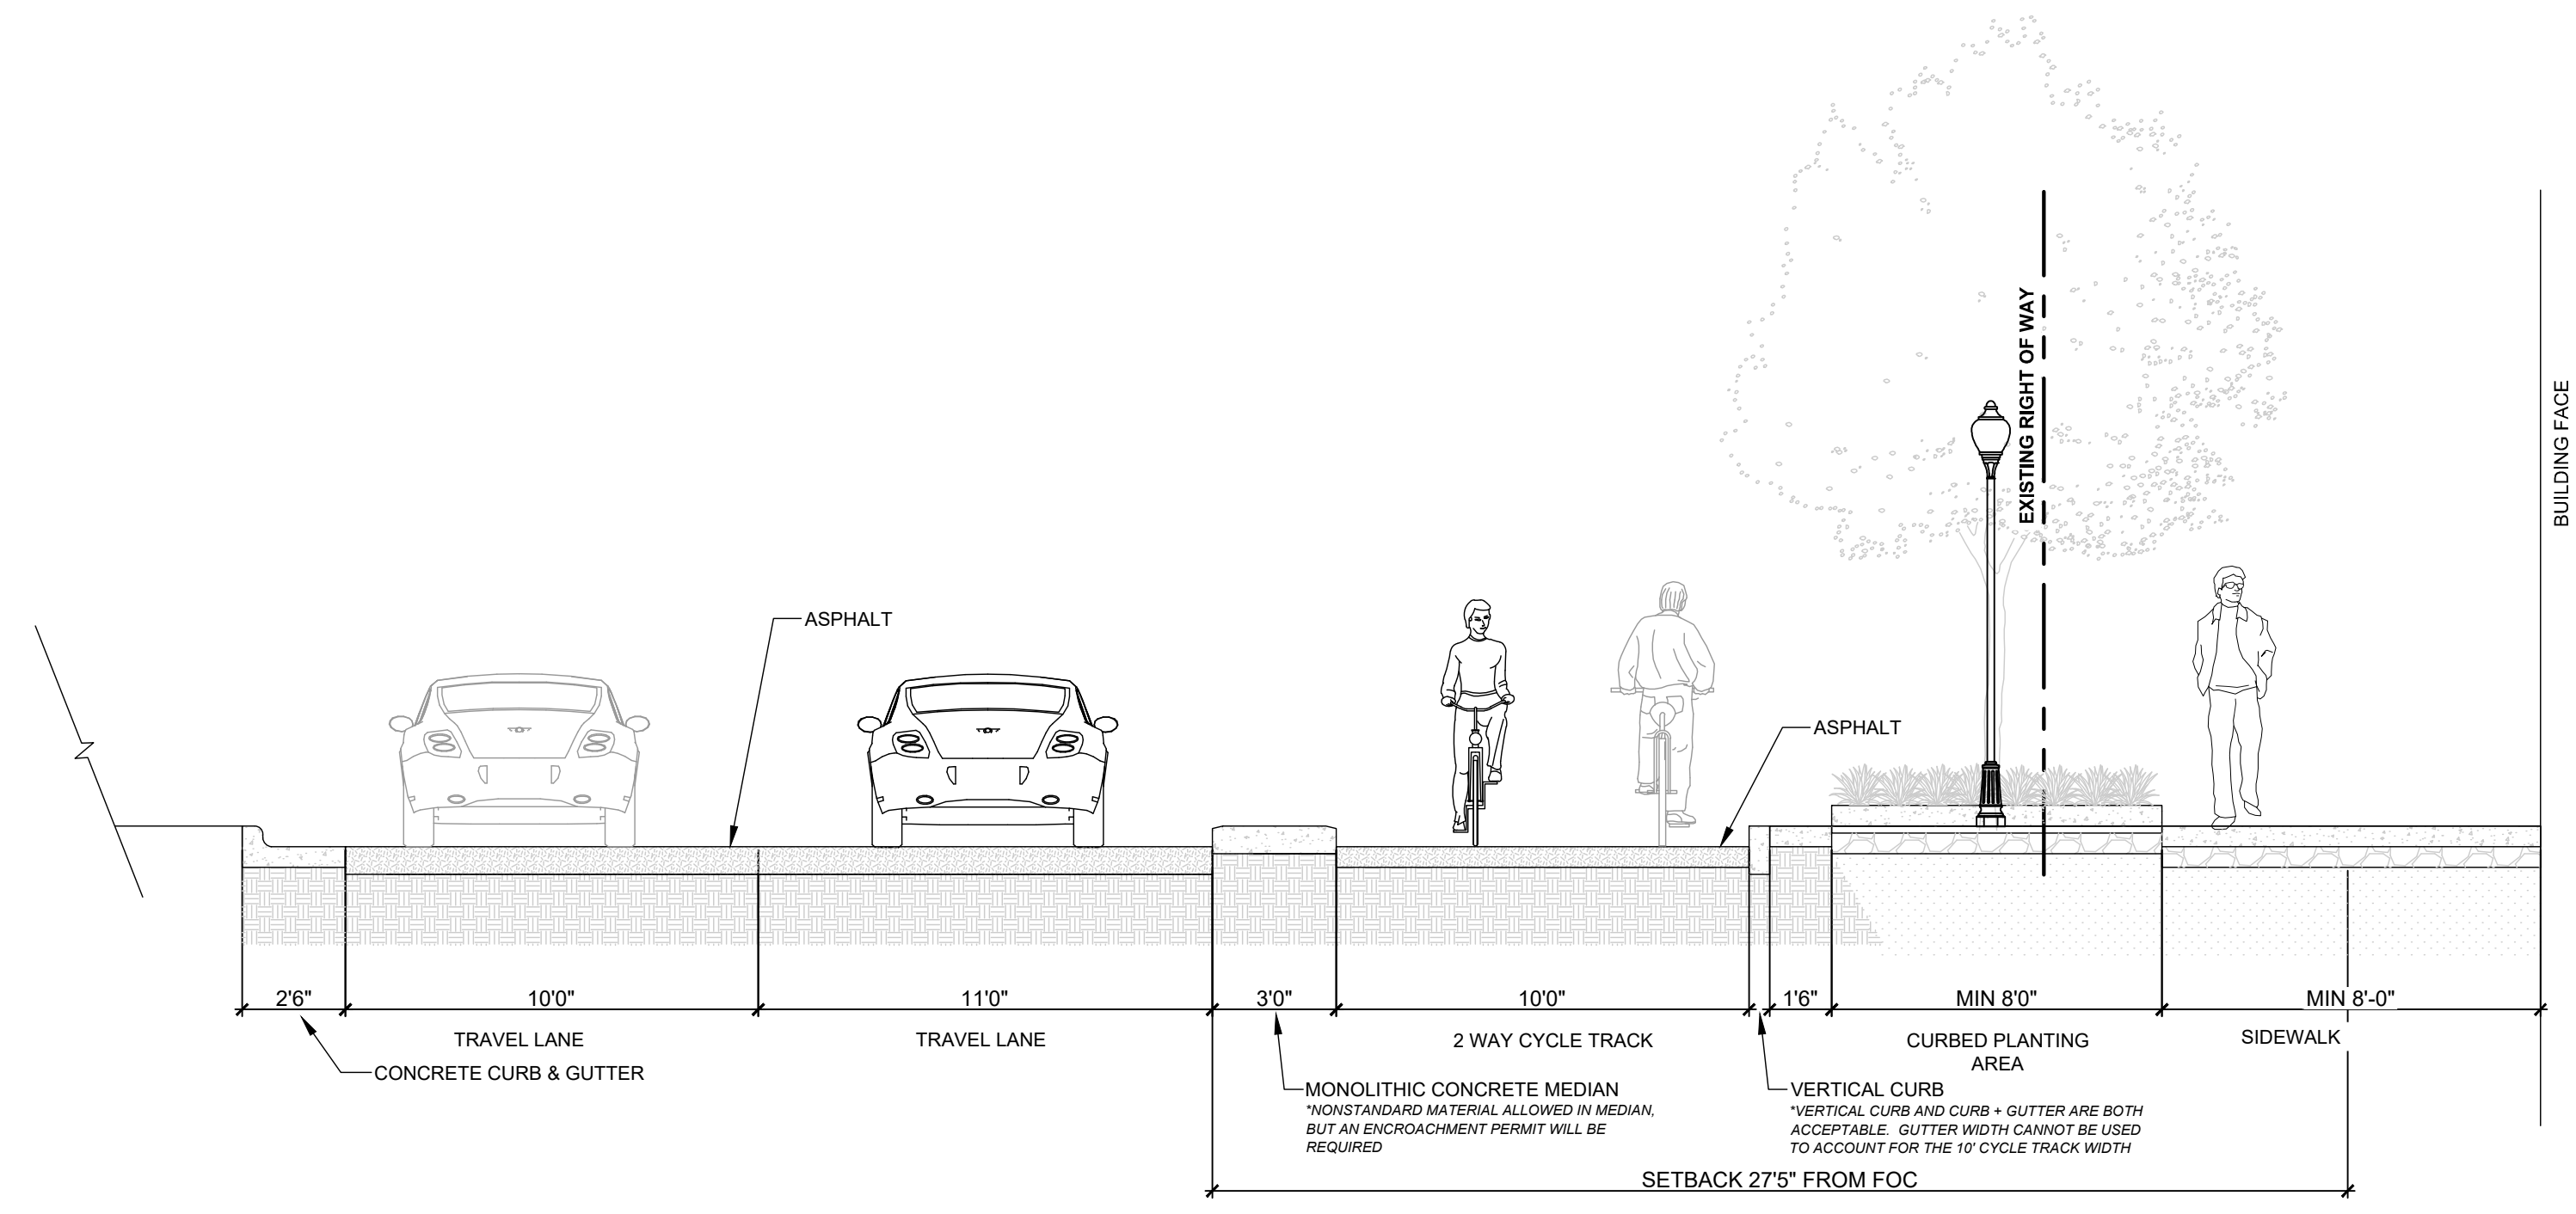 EXISTING RIGHT OF WAY
BUILDING FACE
ASPHALT
ASPHALT
2'6"
10'0"
11'0"
3'0"
10'0"
1'6"
MIN 8'0"
MIN 8'-0"
TRAVEL LANE
TRAVEL LANE
2 WAY CYCLE TRACK
CURBED PLANTING
AREA
SIDEWALK
CONCRETE CURB & GUTTER
MONOLITHIC CONCRETE MEDIAN
*NONSTANDARD MATERIAL ALLOWED IN MEDIAN,
BUT AN ENCROACHMENT PERMIT WILL BE
REQUIRED
VERTICAL CURB
*VERTICAL CURB AND CURB + GUTTER ARE BOTH
ACCEPTABLE. GUTTER WIDTH CANNOT BE USED
TO ACCOUNT FOR THE 10' CYCLE TRACK WIDTH
SETBACK 27'5" FROM FOC